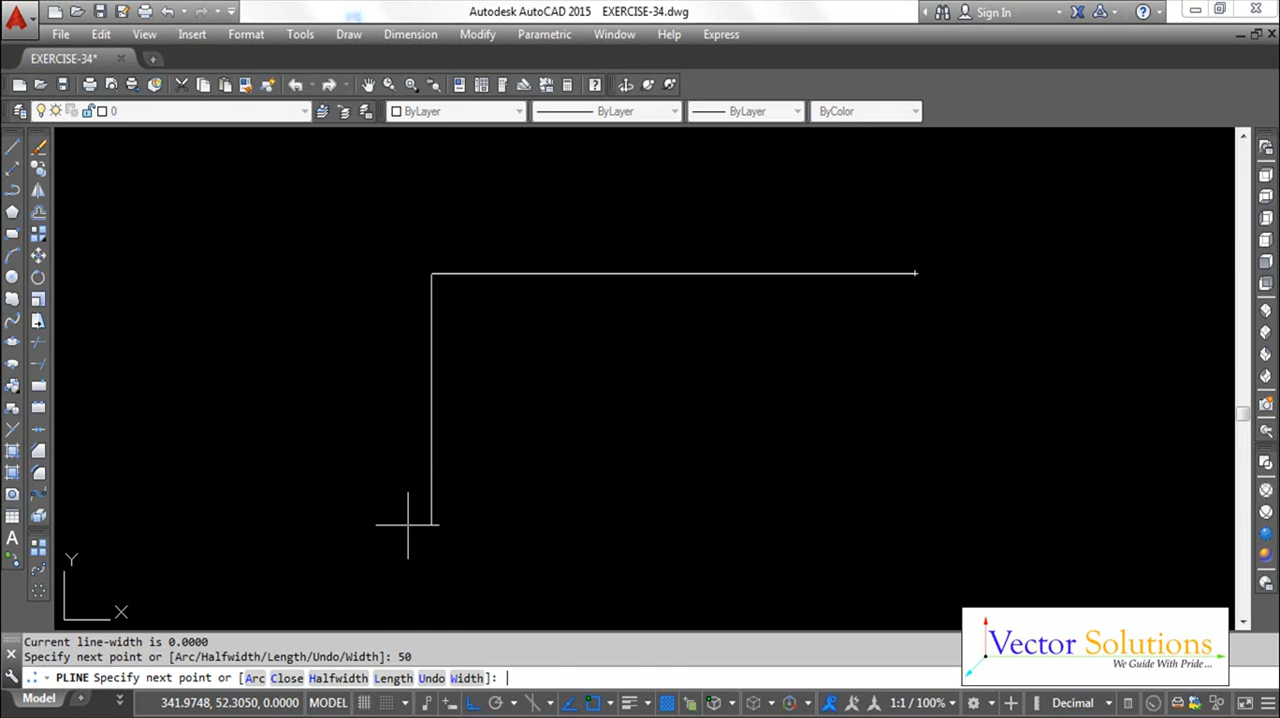 Autodesk AutoCAD 2015 EXERCISE-34.dwg
Sign In
File Edit View Insert Format Tools Draw Dimension Modify Parametric Window Help Express
EXERCISE-34*
0 ByLayer ByLayer ByLayer ByColor
A
Y
X
Current line-width is 0.0000
Specify next point or [Arc/Halfwidth/Length/Undo/Width]: 50
PLINE Specify next point or [Arc Close Halfwidth Length Undo Width]:
Vector Solutions
We Guide With Pride...
Model
341.9748, 52.3050, 0.0000 MODEL 1:1 / 100% Decimal